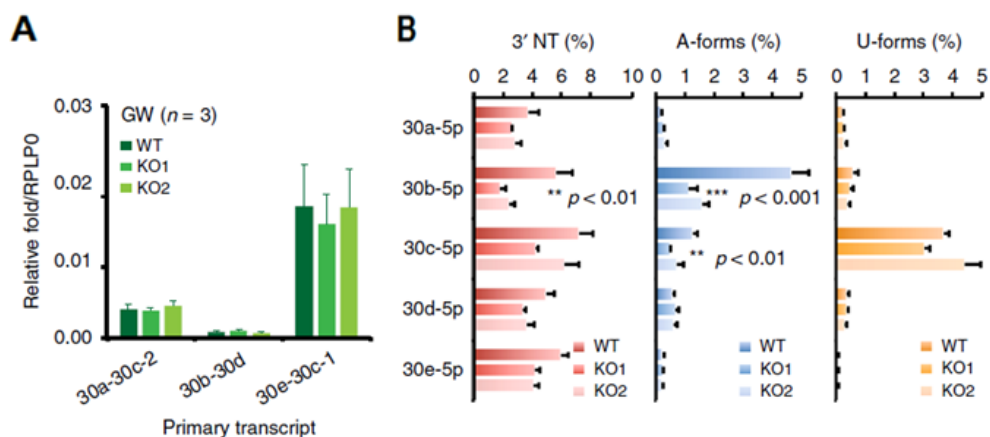 A
Relative fold/RPLP0
0.03
0.02
0.01
0.00
GW (n = 3)
WT
KO1
KO2
30a-30c-2
30b-30d
30e-30c-1
Primary transcript
B
3′ NT (%)
A-forms (%)
U-forms (%)
0 2 4 6 8 10
0 1 2 3 4 5
0 1 2 3 4 5
30a-5p
30b-5p
** p < 0.01
*** p < 0.001
30c-5p
** p < 0.01
30d-5p
30e-5p
WT
KO1
KO2
WT
KO1
KO2
WT
KO1
KO2